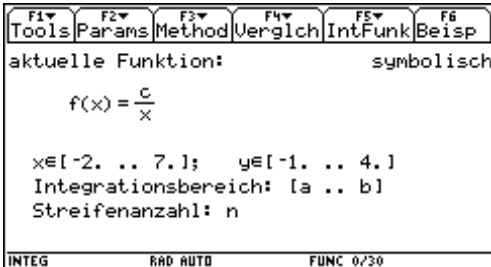 F1 F2 F3 F4 F5 F6
Tools Params Method Verglch IntFunk Beisp
aktuelle Funktion: symbolisch
f(x) = c/x
x∈[-2. .. 7.]; y∈[-1. .. 4.]
Integrationsbereich: [a .. b]
Streifenanzahl: n
INTEG RAD AUTO FUNC 0/30